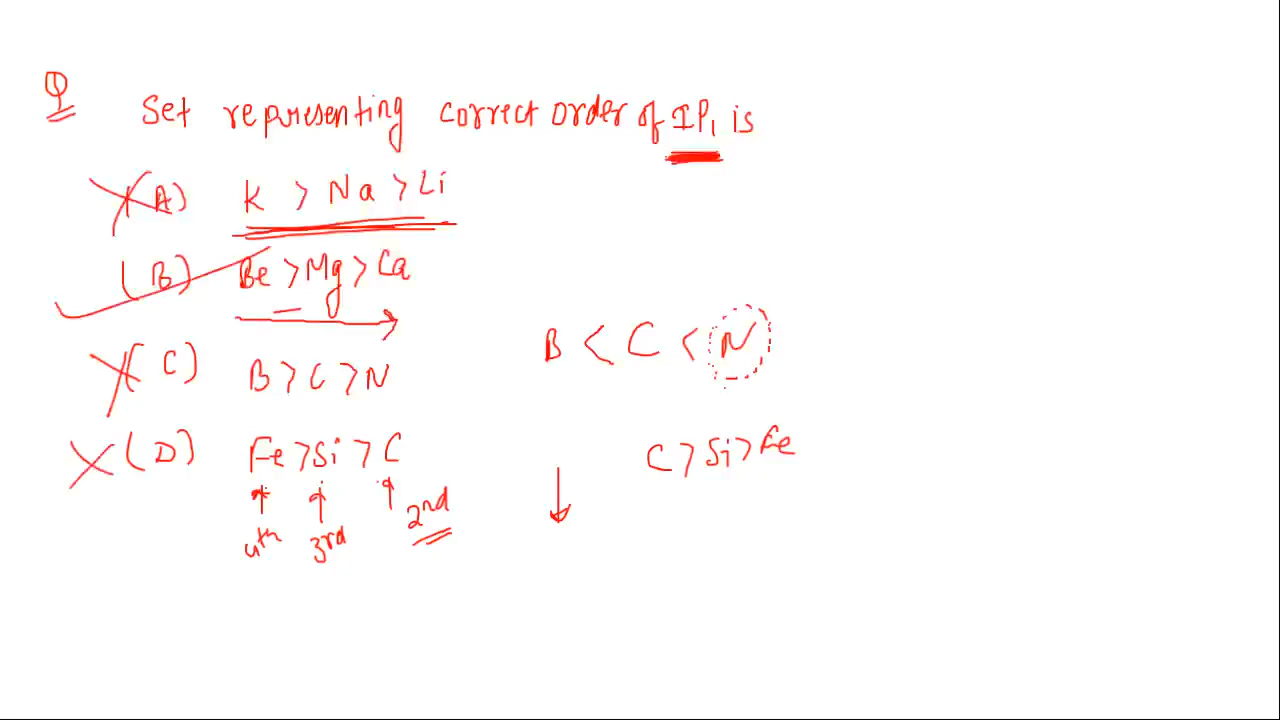 Q Set representing correct order of IP₁ is
(A) K > Na > Li
(B) Be > Mg > Ca
(C) B > C > N
B < C < N
(D) Fe > Si > C
C > Si > Fe
4th 3rd 2nd